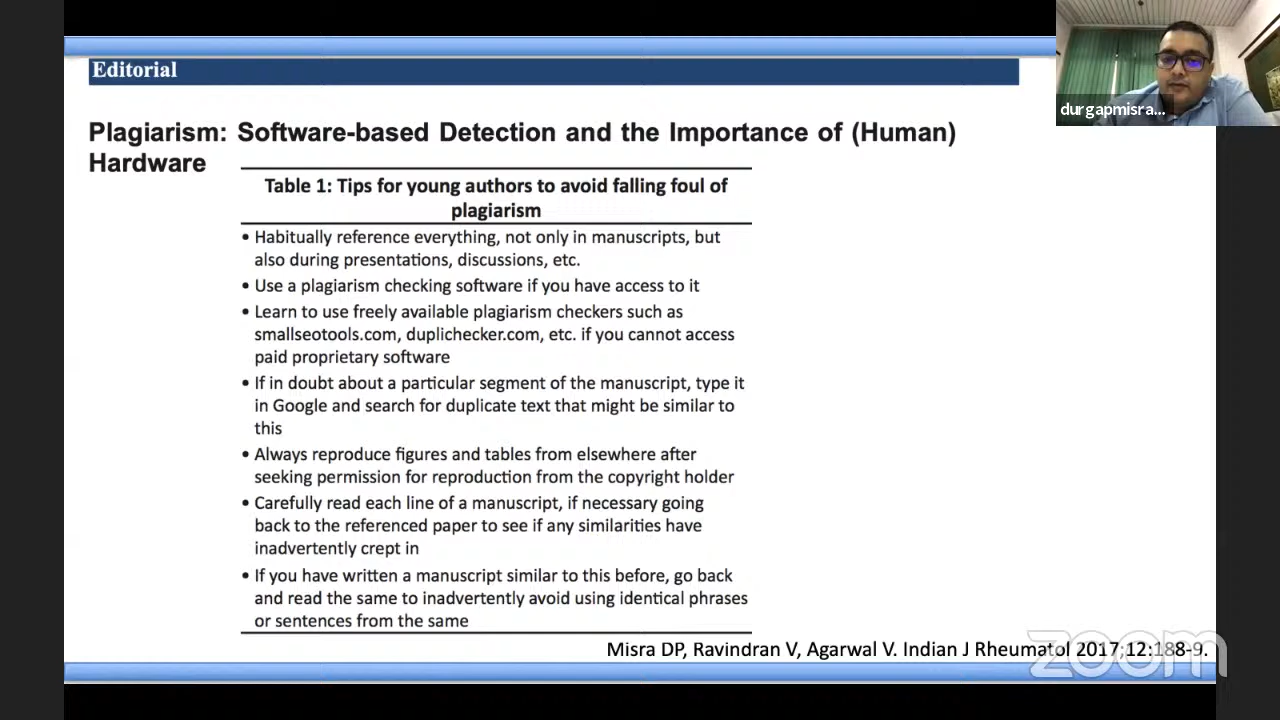 Editorial
durgapmisra...
Plagiarism: Software-based Detection and the Importance of (Human)
Hardware
Table 1: Tips for young authors to avoid falling foul of
plagiarism
• Habitually reference everything, not only in manuscripts, but
also during presentations, discussions, etc.
• Use a plagiarism checking software if you have access to it
• Learn to use freely available plagiarism checkers such as
smallseotools.com, duplichecker.com, etc. if you cannot access
paid proprietary software
• If in doubt about a particular segment of the manuscript, type it
in Google and search for duplicate text that might be similar to
this
• Always reproduce figures and tables from elsewhere after
seeking permission for reproduction from the copyright holder
• Carefully read each line of a manuscript, if necessary going
back to the referenced paper to see if any similarities have
inadvertently crept in
• If you have written a manuscript similar to this before, go back
and read the same to inadvertently avoid using identical phrases
or sentences from the same
Misra DP, Ravindran V, Agarwal V. Indian J Rheumatol 2017;12:188-9.
zoom